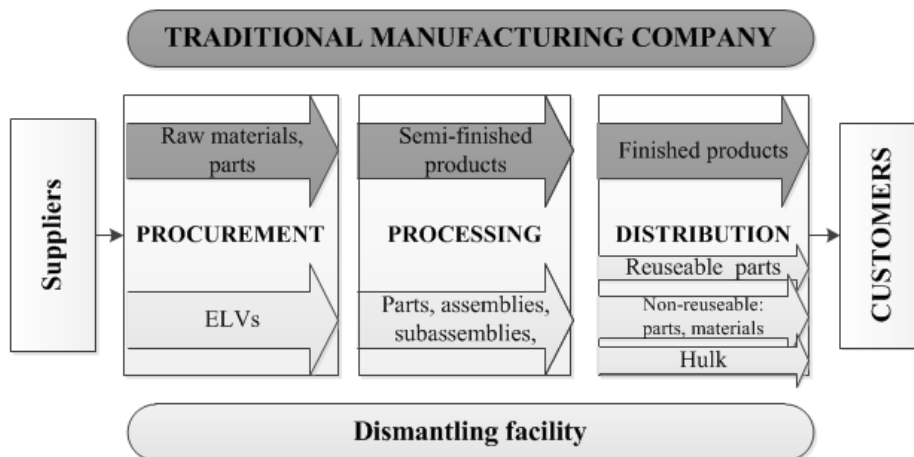 TRADITIONAL MANUFACTURING COMPANY
Suppliers
Raw materials,
parts
PROCUREMENT
ELVs
Semi-finished
products
PROCESSING
Parts, assemblies,
subassemblies,
Finished products
DISTRIBUTION
Reuseable parts
Non-reuseable:
parts, materials
Hulk
CUSTOMERS
Dismantling facility